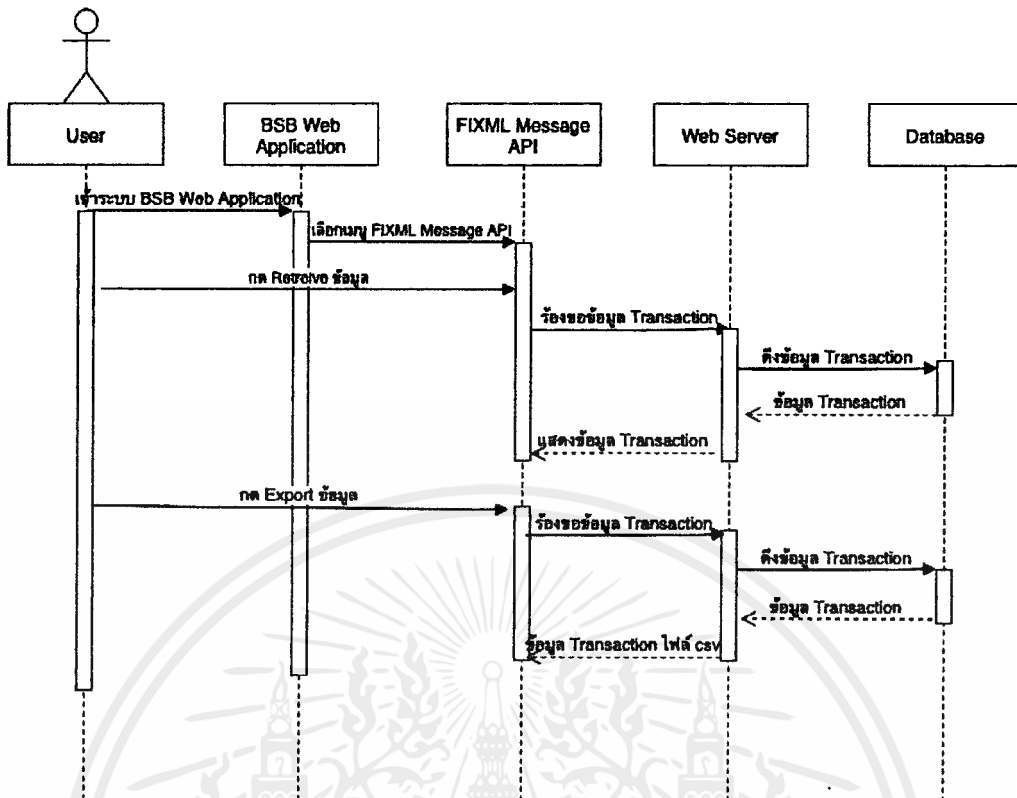 User
BSB Web
Application
FIXML Message
API
Web Server
Database
เข้าระบบ BSB Web Application
เลือกเมนู FIXML Message API
กด Retreive ข้อมูล
ร้องขอข้อมูล Transaction
ดึงข้อมูล Transaction
ข้อมูล Transaction
แสดงข้อมูล Transaction
กด Export ข้อมูล
ร้องขอข้อมูล Transaction
ดึงข้อมูล Transaction
ข้อมูล Transaction
ข้อมูล Transaction ไฟล์ csv